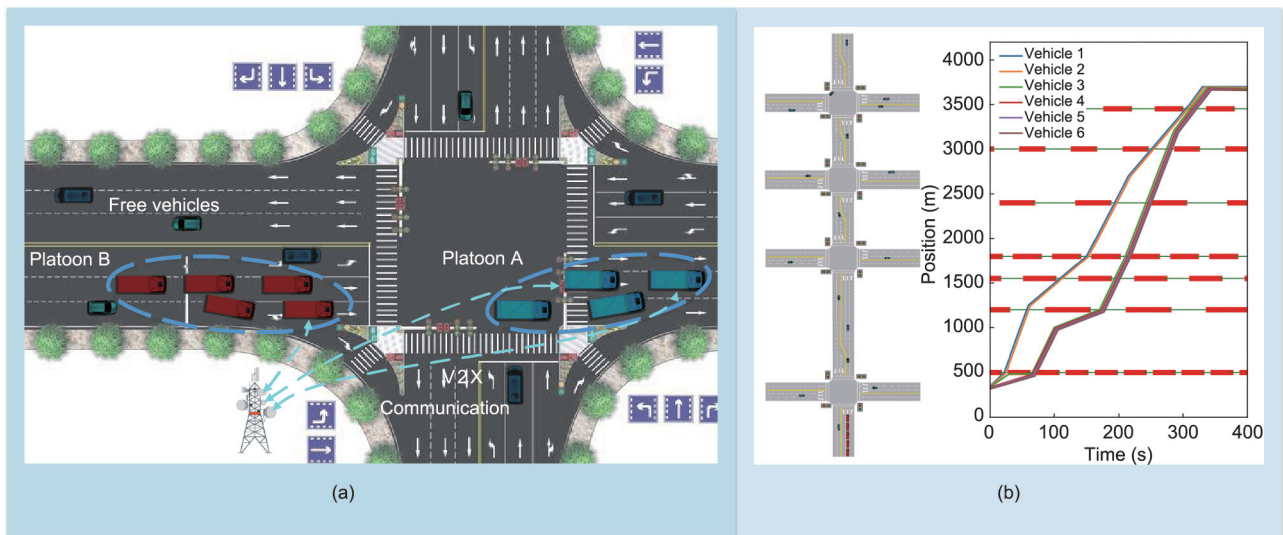 Free vehicles
Platoon B
Platoon A
V2X
Communication
(a)
Position (m)
4000
3500
3000
2500
2000
1500
1000
500
0
Vehicle 1
Vehicle 2
Vehicle 3
Vehicle 4
Vehicle 5
Vehicle 6
0 100 200 300 400
Time (s)
(b)